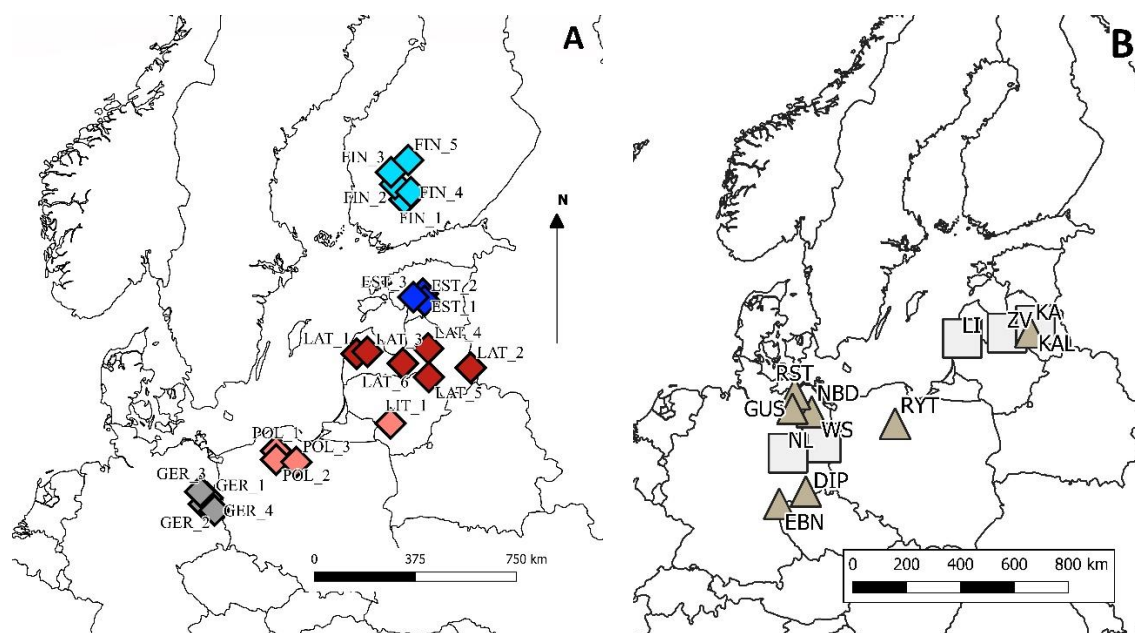 A
FIN_5
FIN_3
FIN_4
FIN_2
FIN_1
N
EST_3
EST_2
EST_1
LAT_4
LAT_1
LAT_3
LAT_2
LAT_6
LAT_5
LIT_1
POL_1
POL_3
POL_2
GER_3
GER_1
GER_4
GER_2
0 375 750 km
B
KA
ZV
LI
KAL
RST
NBD
GUS
RYT
WS
NL
DIP
EBN
0 200 400 600 800 km